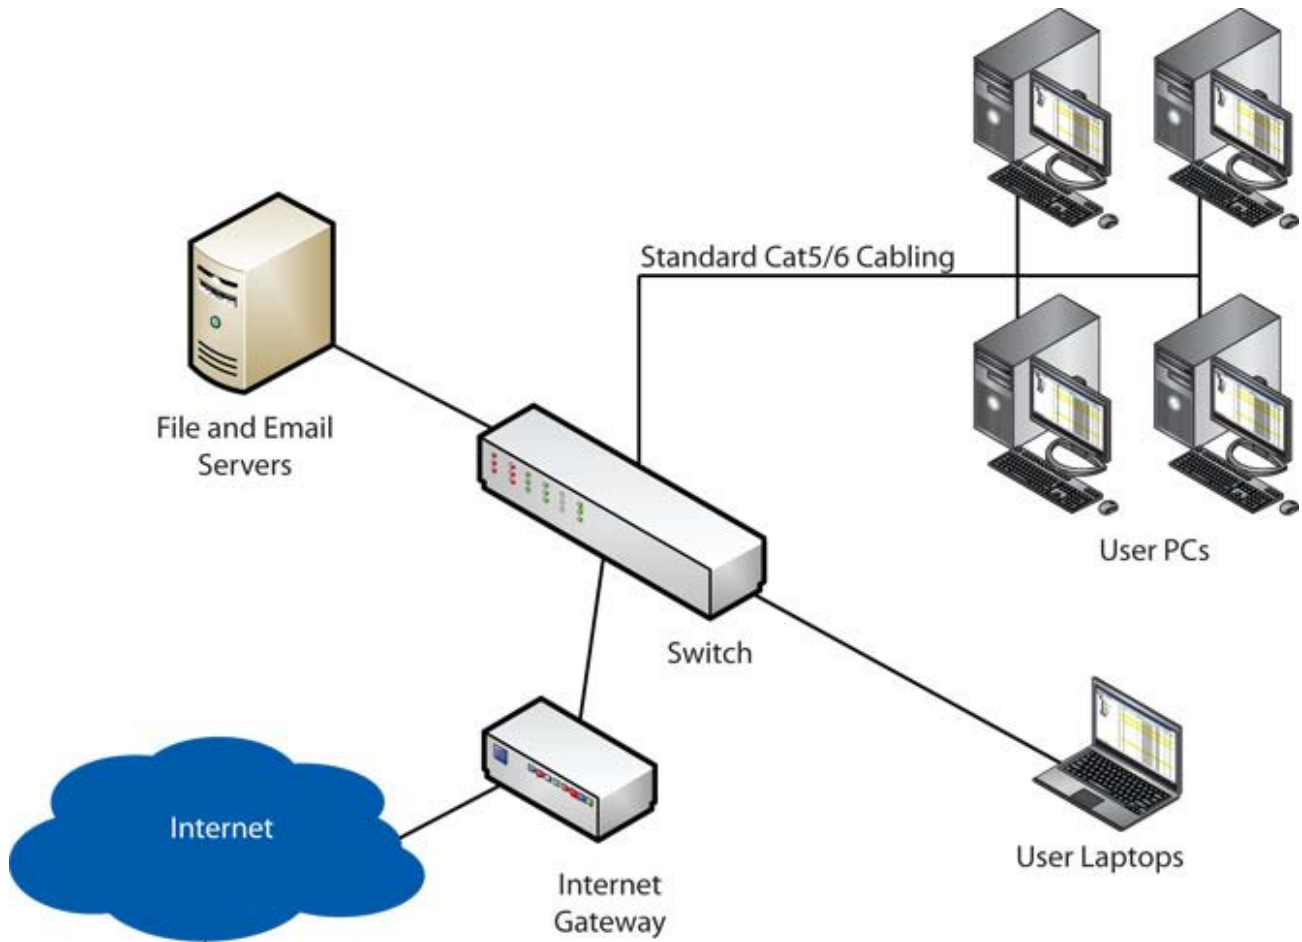 Standard Cat5/6 Cabling
File and Email
Servers
User PCs
Switch
Internet
User Laptops
Internet
Gateway